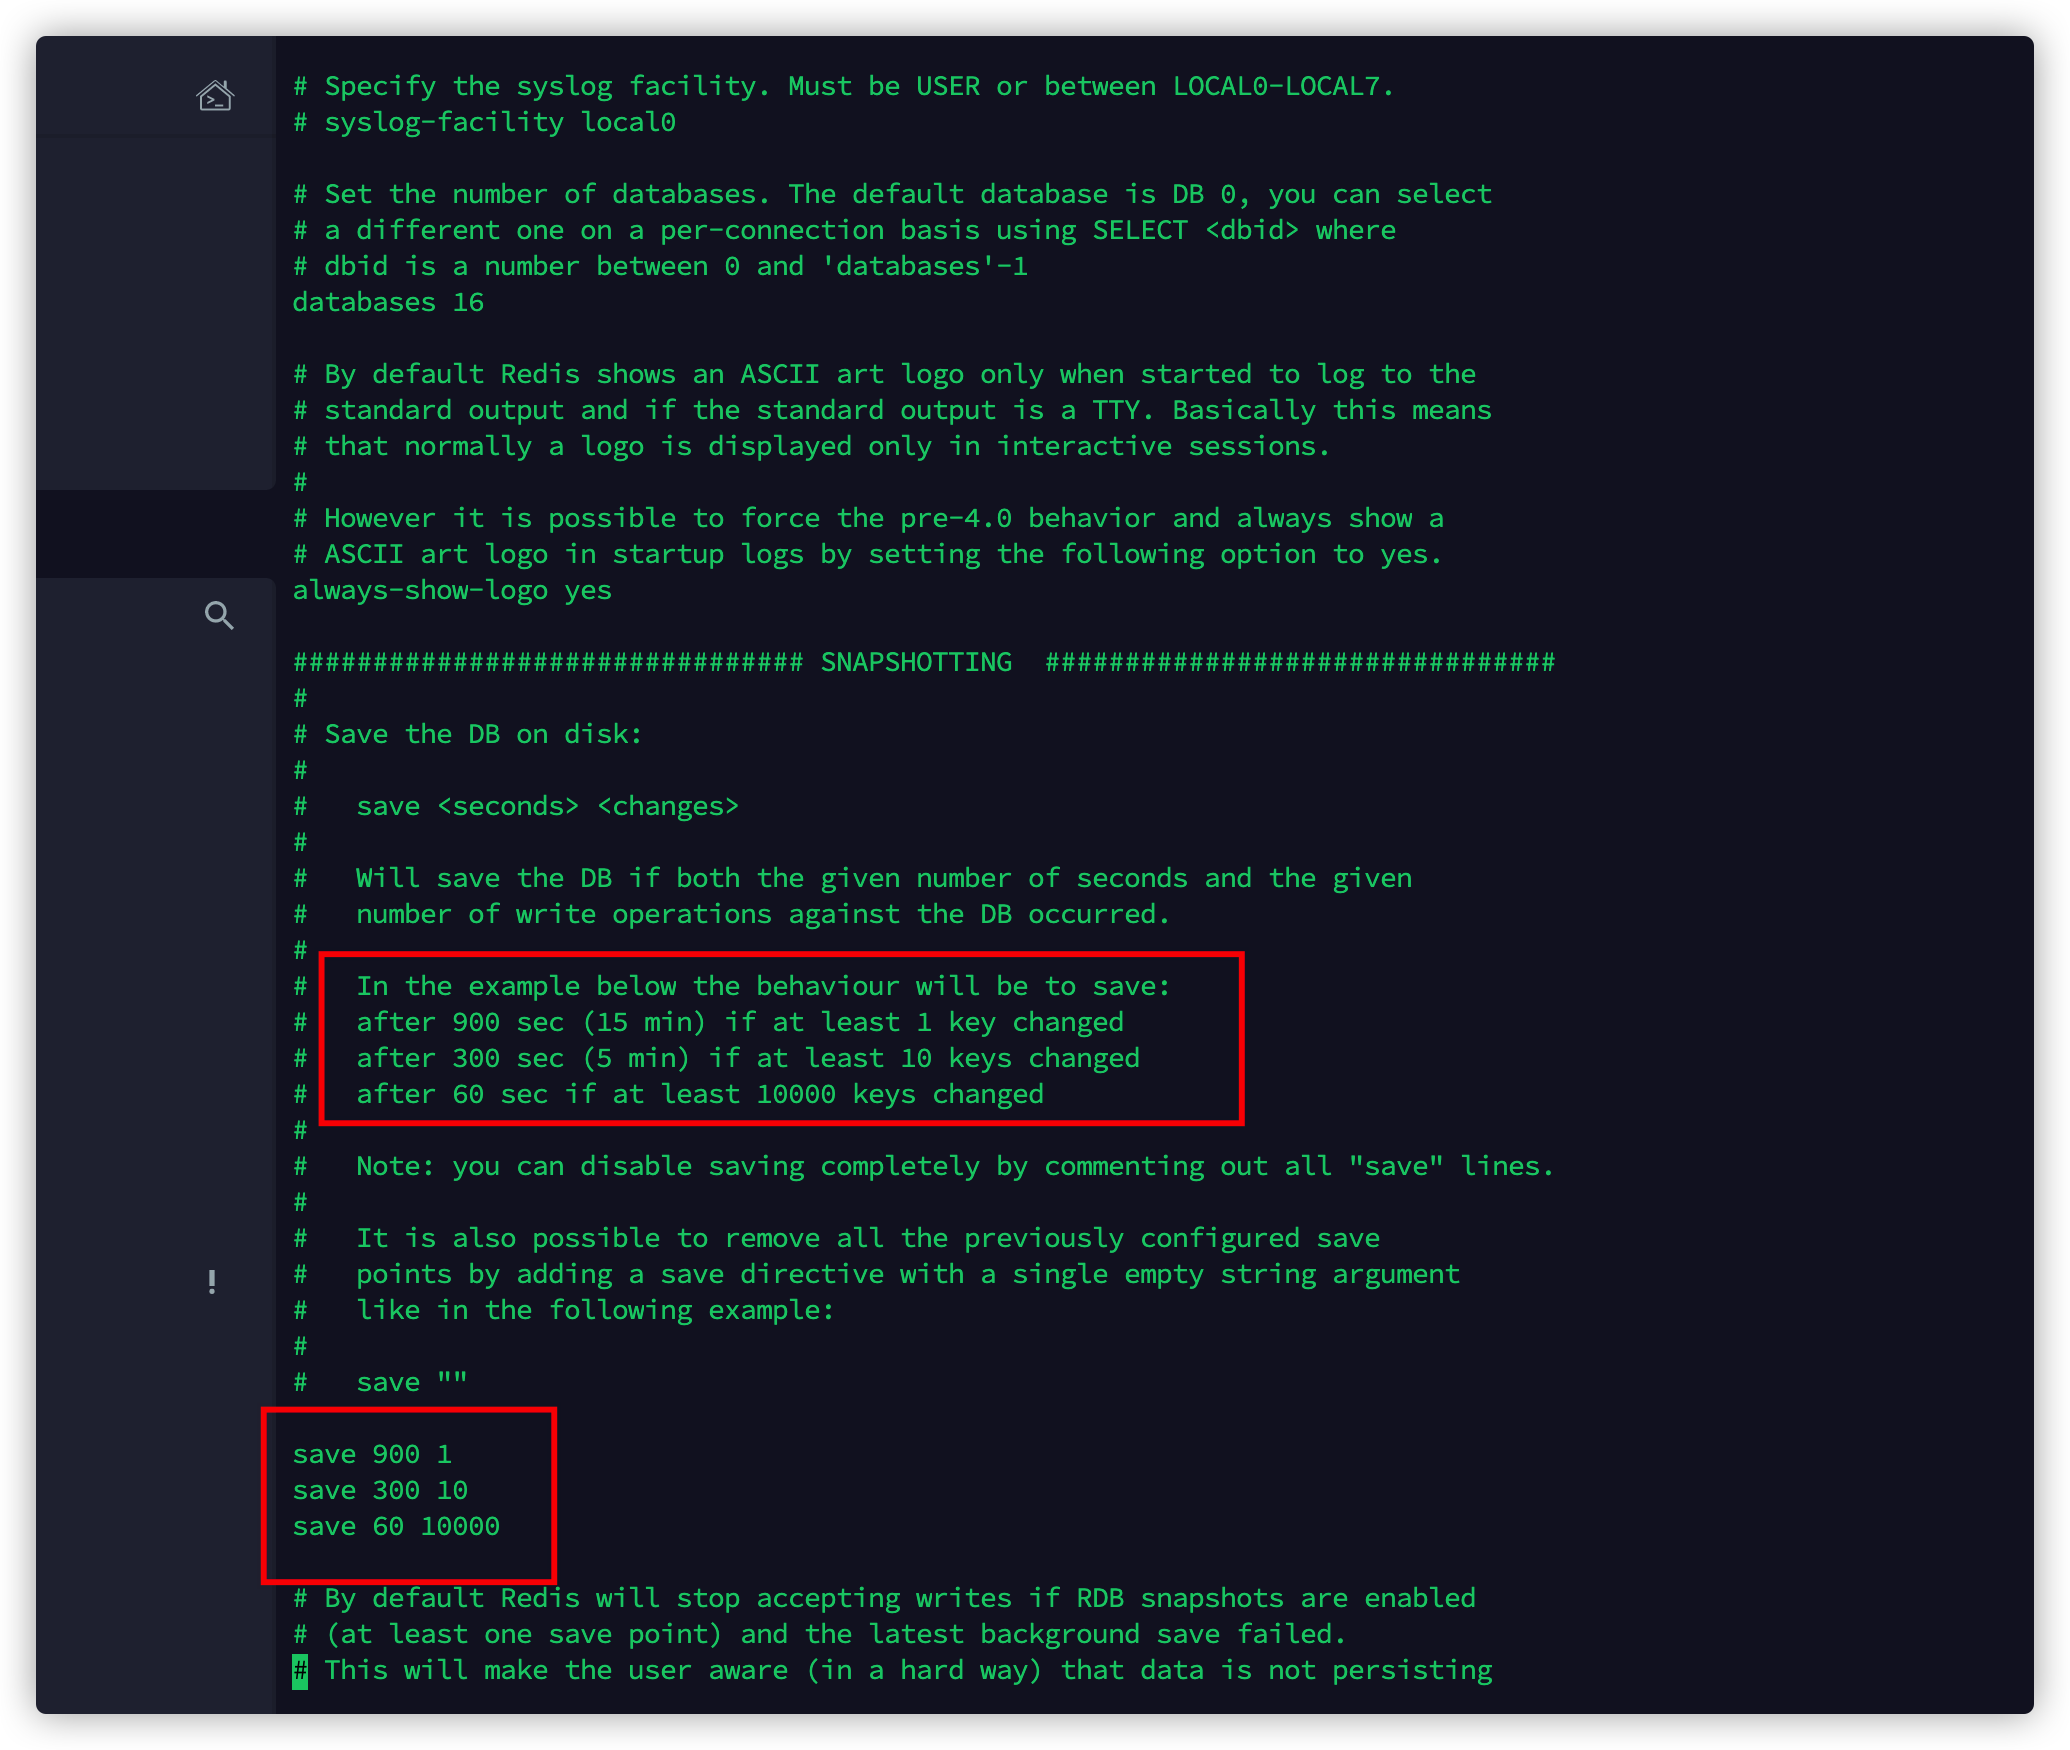 # Specify the syslog facility. Must be USER or between LOCAL0-LOCAL7.
# syslog-facility local0

# Set the number of databases. The default database is DB 0, you can select
# a different one on a per-connection basis using SELECT <dbid> where
# dbid is a number between 0 and 'databases'-1
databases 16

# By default Redis shows an ASCII art logo only when started to log to the
# standard output and if the standard output is a TTY. Basically this means
# that normally a logo is displayed only in interactive sessions.
#
# However it is possible to force the pre-4.0 behavior and always show a
# ASCII art logo in startup logs by setting the following option to yes.
always-show-logo yes

################################ SNAPSHOTTING  ################################
#
# Save the DB on disk:
#
#   save <seconds> <changes>
#
#   Will save the DB if both the given number of seconds and the given
#   number of write operations against the DB occurred.
#
#   In the example below the behaviour will be to save:
#   after 900 sec (15 min) if at least 1 key changed
#   after 300 sec (5 min) if at least 10 keys changed
#   after 60 sec if at least 10000 keys changed
#
#   Note: you can disable saving completely by commenting out all "save" lines.
#
#   It is also possible to remove all the previously configured save
#   points by adding a save directive with a single empty string argument
#   like in the following example:
#
#   save ""

save 900 1
save 300 10
save 60 10000

# By default Redis will stop accepting writes if RDB snapshots are enabled
# (at least one save point) and the latest background save failed.
# This will make the user aware (in a hard way) that data is not persisting